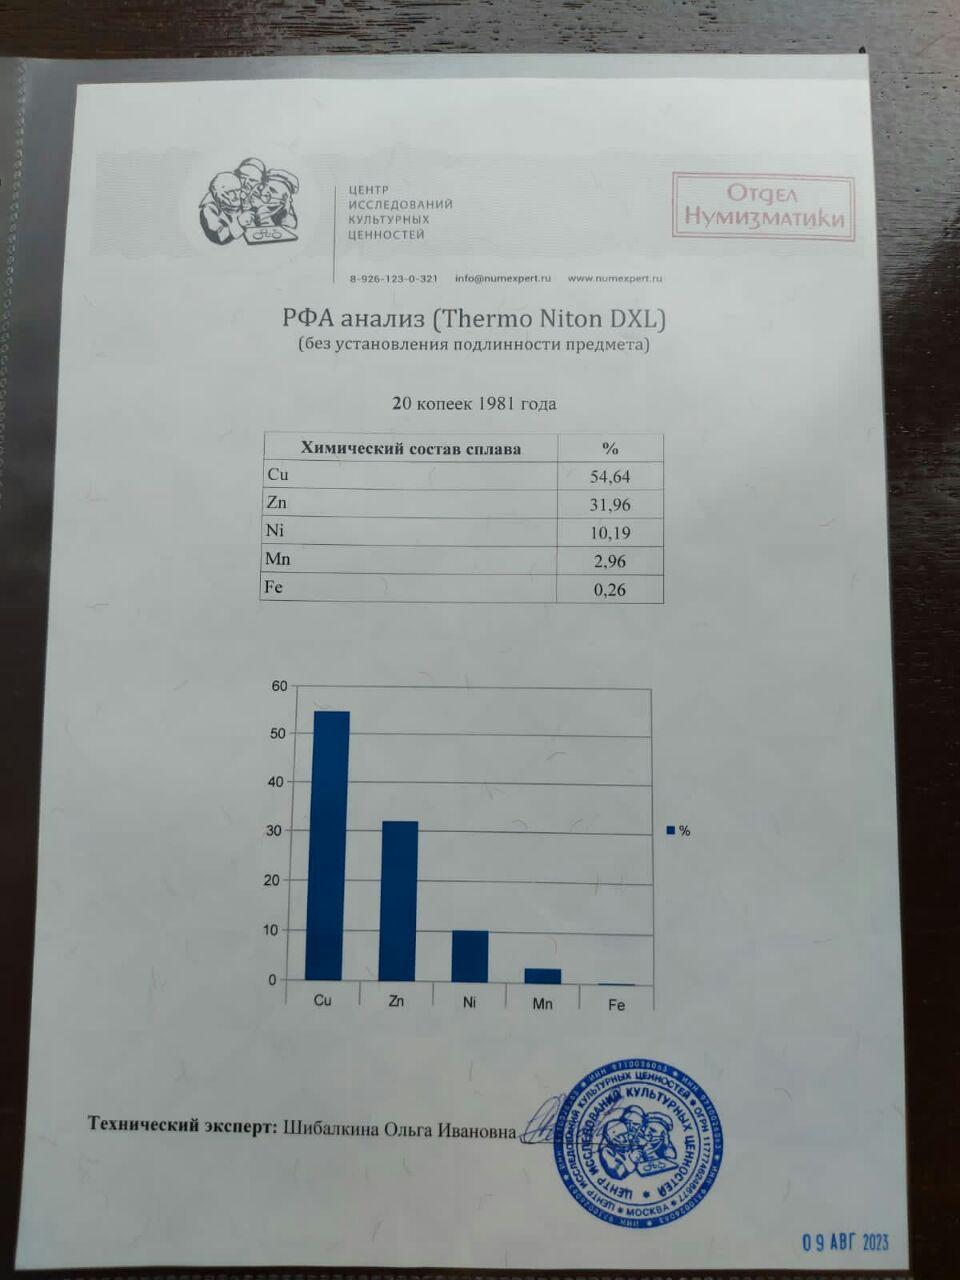 ЦЕНТР
ИССЛЕДОВАНИЙ
КУЛЬТУРНЫХ
ЦЕННОСТЕЙ
Отдел
Нумизматики
8-926-123-0-321 info@numexpert.ru www.numexpert.ru
РФА анализ (Thermo Niton DXL)
(без установления подлинности предмета)
20 копеек 1981 года
Химический состав сплава %
Cu 54,64
Zn 31,96
Ni 10,19
Mn 2,96
Fe 0,26
60
50
40
30
20
10
0
Cu Zn Ni Mn Fe
%
Технический эксперт: Шибалкина Ольга Ивановна
ЦЕНТР ИССЛЕДОВАНИЙ КУЛЬТУРНЫХ ЦЕННОСТЕЙ
МОСКВА
09 АВГ 2023